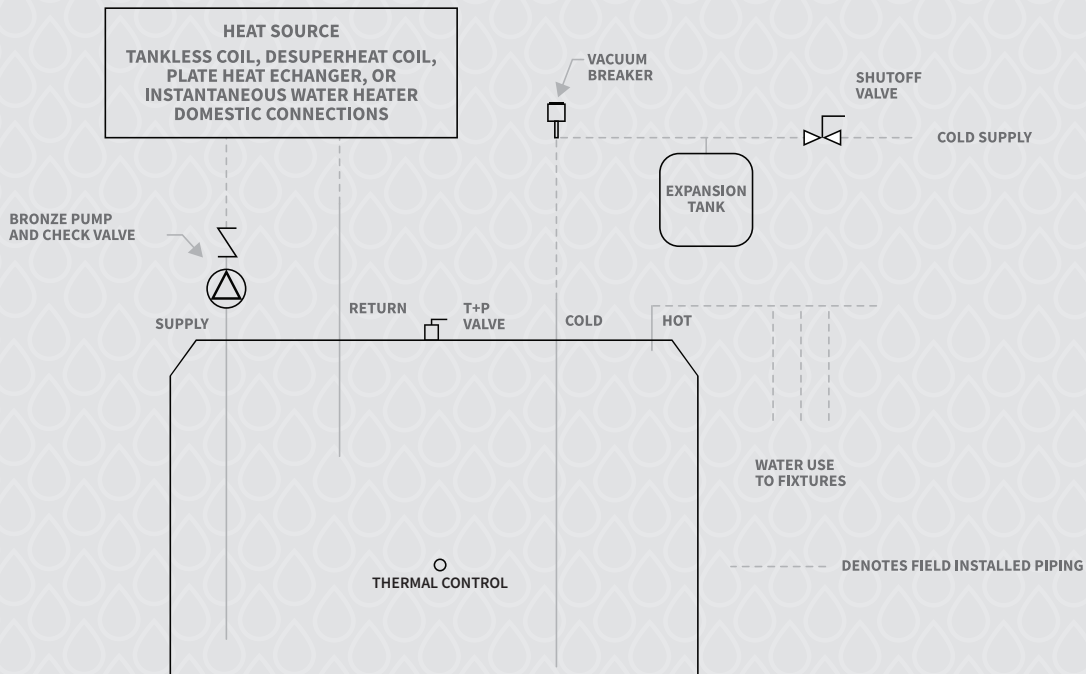 HEAT SOURCE
TANKLESS COIL, DESUPERHEAT COIL,
PLATE HEAT ECHANGER, OR
INSTANTANEOUS WATER HEATER
DOMESTIC CONNECTIONS
VACUUM
BREAKER
SHUTOFF
VALVE
COLD SUPPLY
EXPANSION
TANK
BRONZE PUMP
AND CHECK VALVE
SUPPLY
RETURN
T+P
VALVE
COLD
HOT
WATER USE
TO FIXTURES
THERMAL CONTROL
DENOTES FIELD INSTALLED PIPING